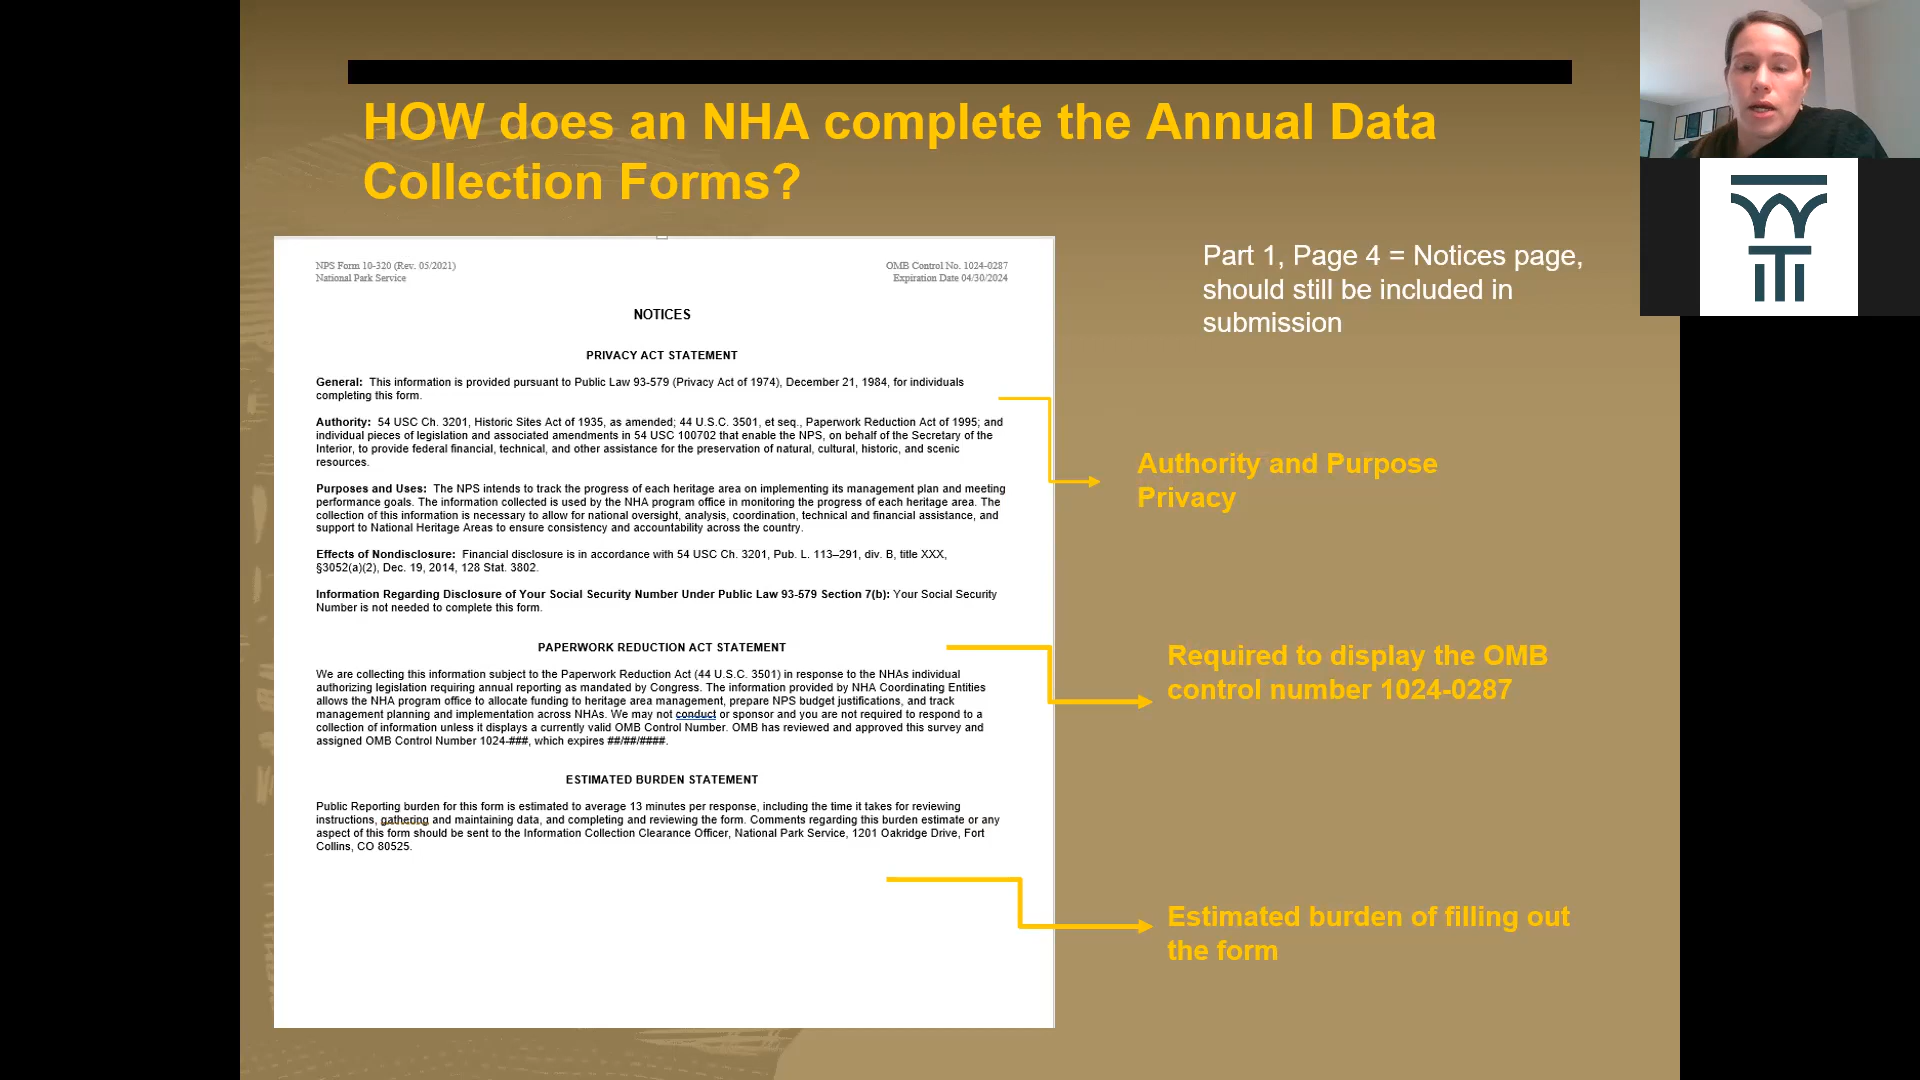 HOW does an NHA complete the Annual Data
Collection Forms?
NPS Form 10-320 (Rev. 05/2021)
National Park Service
OMB Control No. 1024-0287
Expiration Date 04/30/2024
NOTICES
PRIVACY ACT STATEMENT
General: This information is provided pursuant to Public Law 93-579 (Privacy Act of 1974), December 21, 1984, for individuals
completing this form.
Authority: 54 USC Ch. 3201, Historic Sites Act of 1935, as amended; 44 U.S.C. 3501, et seq., Paperwork Reduction Act of 1995; and
individual pieces of legislation and associated amendments in 54 USC 100702 that enable the NPS, on behalf of the Secretary of the
Interior, to provide federal financial, technical, and other assistance for the preservation of natural, cultural, historic, and scenic
resources.
Purposes and Uses: The NPS intends to track the progress of each heritage area on implementing its management plan and meeting
performance goals. The information collected is used by the NHA program office in monitoring the progress of each heritage area. The
collection of this information is necessary to allow for national oversight, analysis, coordination, technical and financial assistance, and
support to National Heritage Areas to ensure consistency and accountability across the country.
Effects of Nondisclosure: Financial disclosure is in accordance with 54 USC Ch. 3201, Pub. L. 113–291, div. B, title XXX,
§3052(a)(2), Dec. 19, 2014, 128 Stat. 3802.
Information Regarding Disclosure of Your Social Security Number Under Public Law 93-579 Section 7(b): Your Social Security
Number is not needed to complete this form.
PAPERWORK REDUCTION ACT STATEMENT
We are collecting this information subject to the Paperwork Reduction Act (44 U.S.C. 3501) in response to the NHAs individual
authorizing legislation requiring annual reporting as mandated by Congress. The information provided by NHA Coordinating Entities
allows the NHA program office to allocate funding to heritage area management, prepare NPS budget justifications, and track
management planning and implementation across NHAs. We may not conduct or sponsor and you are not required to respond to a
collection of information unless it displays a currently valid OMB Control Number. OMB has reviewed and approved this survey and
assigned OMB Control Number 1024-###, which expires ##/##/####.
ESTIMATED BURDEN STATEMENT
Public Reporting burden for this form is estimated to average 13 minutes per response, including the time it takes for reviewing
instructions, gathering and maintaining data, and completing and reviewing the form. Comments regarding this burden estimate or any
aspect of this form should be sent to the Information Collection Clearance Officer, National Park Service, 1201 Oakridge Drive, Fort
Collins, CO 80525.
Part 1, Page 4 = Notices page,
should still be included in
submission
Authority and Purpose
Privacy
Required to display the OMB
control number 1024-0287
Estimated burden of filling out
the form